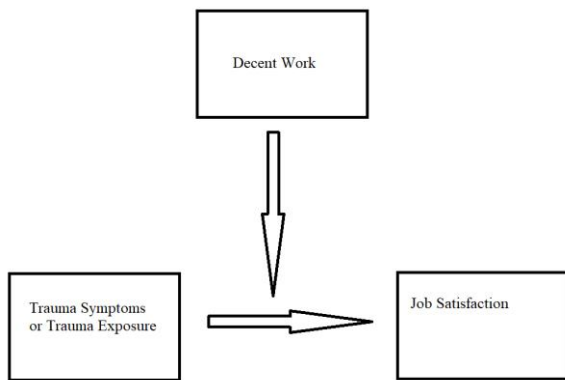 Decent Work
Trauma Symptoms
or Trauma Exposure
Job Satisfaction